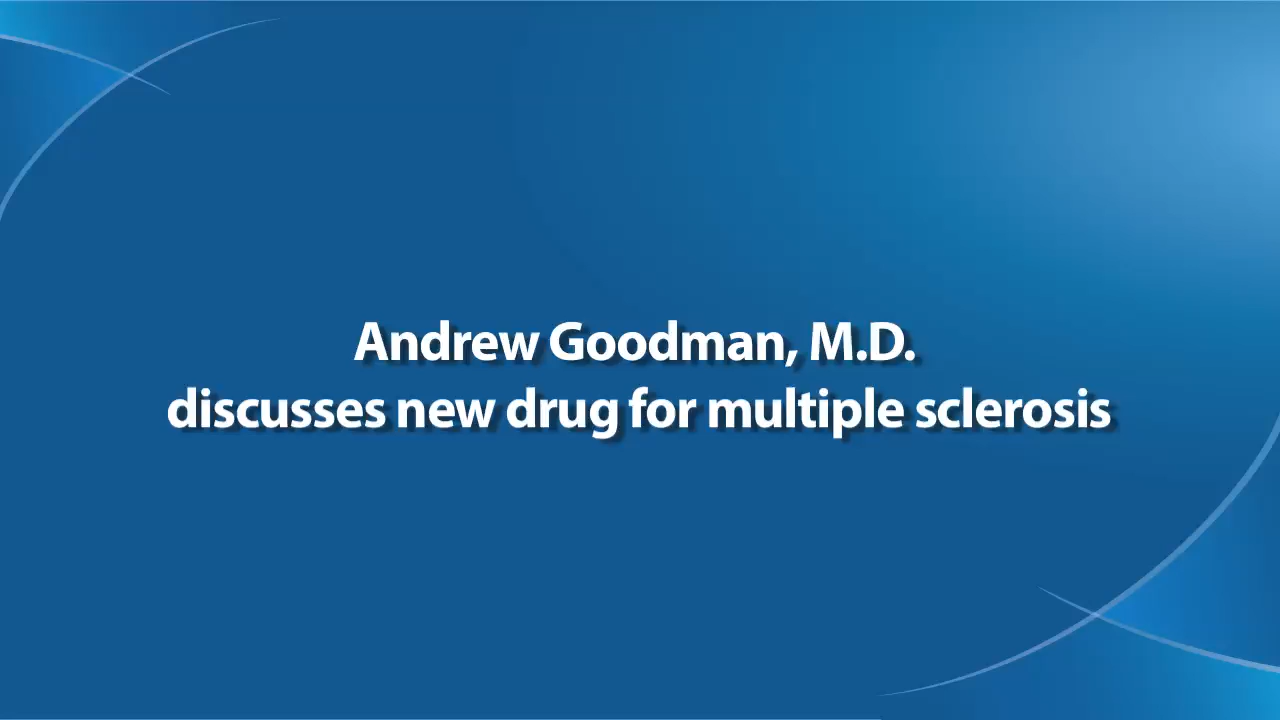 Andrew Goodman, M.D.
discusses new drug for multiple sclerosis